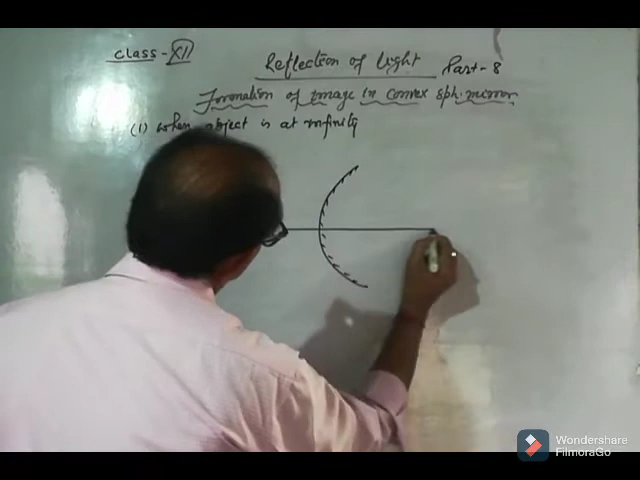 Class - XII
Reflection of Light
Part - 8
Formation of Image in convex sph. mirror
(1) when object is at infinity
Wondershare
FilmoraGo